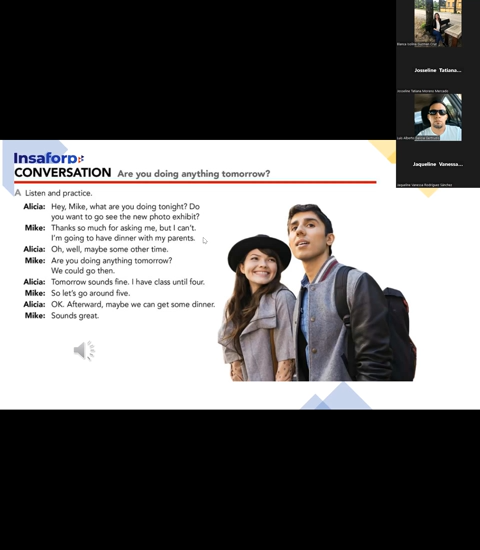 Josseline Tatiana...
Jaqueline Vanessa...
Insaforp
CONVERSATION Are you doing anything tomorrow?
A Listen and practice.
Alicia: Hey, Mike, what are you doing tonight? Do
you want to go see the new photo exhibit?
Mike: Thanks so much for asking me, but I can't.
I'm going to have dinner with my parents.
Alicia: Oh, well, maybe some other time.
Mike: Are you doing anything tomorrow?
We could go then.
Alicia: Tomorrow sounds fine. I have class until four.
Mike: So let's go around five.
Alicia: OK. Afterward, maybe we can get some dinner.
Mike: Sounds great.